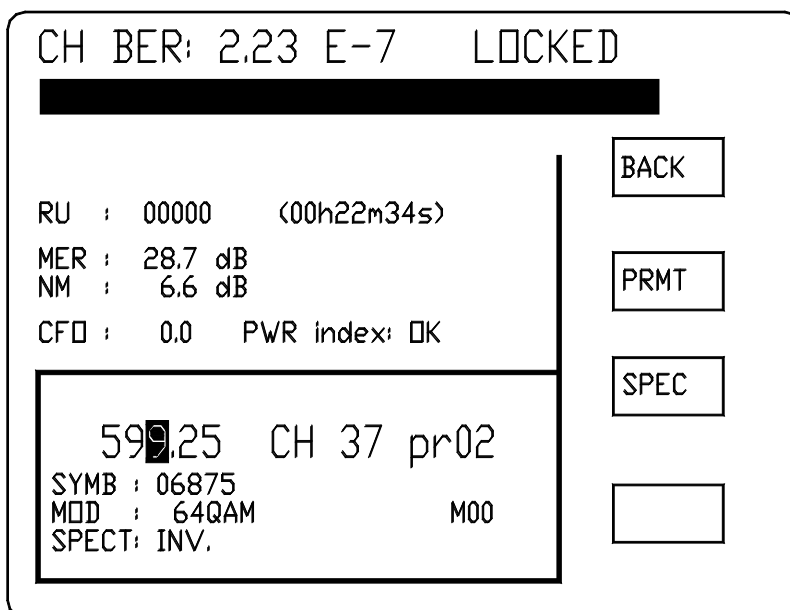 CH BER: 2.23 E-7 LOCKED
BACK
RU : 00000 (00h22m34s)
MER : 28.7 dB
NM : 6.6 dB
PRMT
CFO : 0.0 PWR index: OK
SPEC
599.25 CH 37 pr02
SYMB : 06875
MOD : 64QAM M00
SPECT: INV.